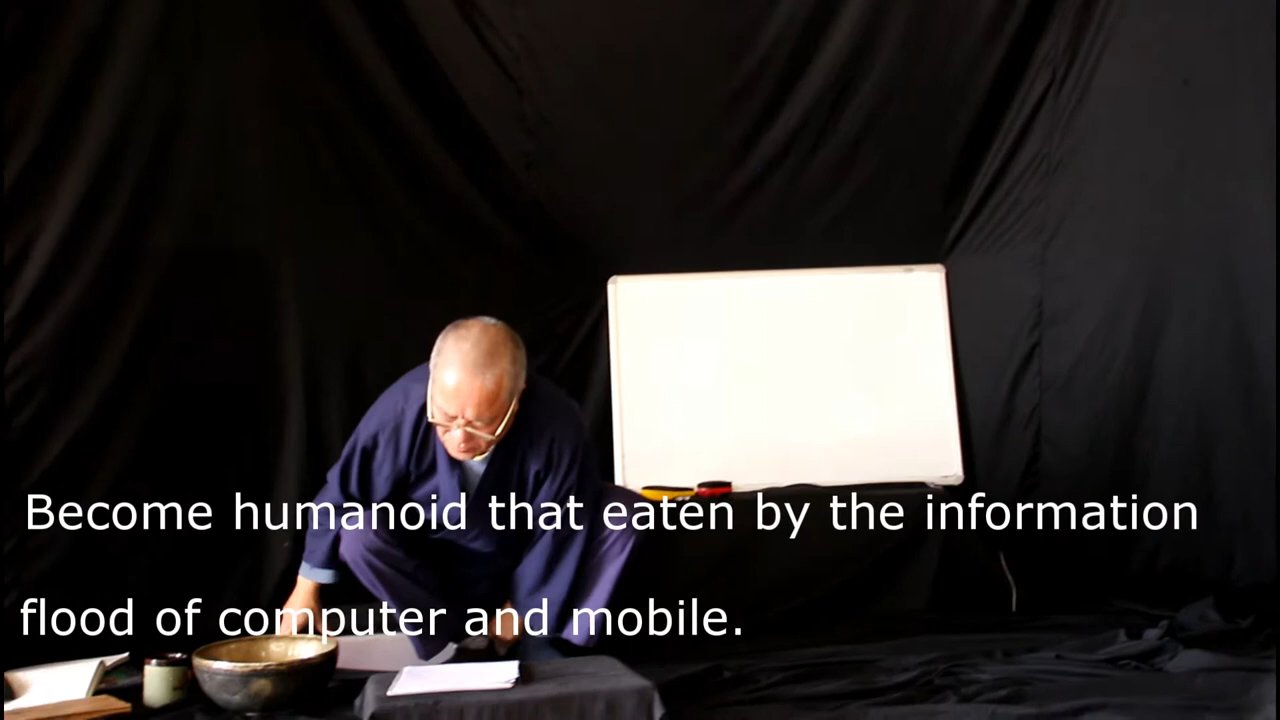 Become humanoid that eaten by the information
flood of computer and mobile.